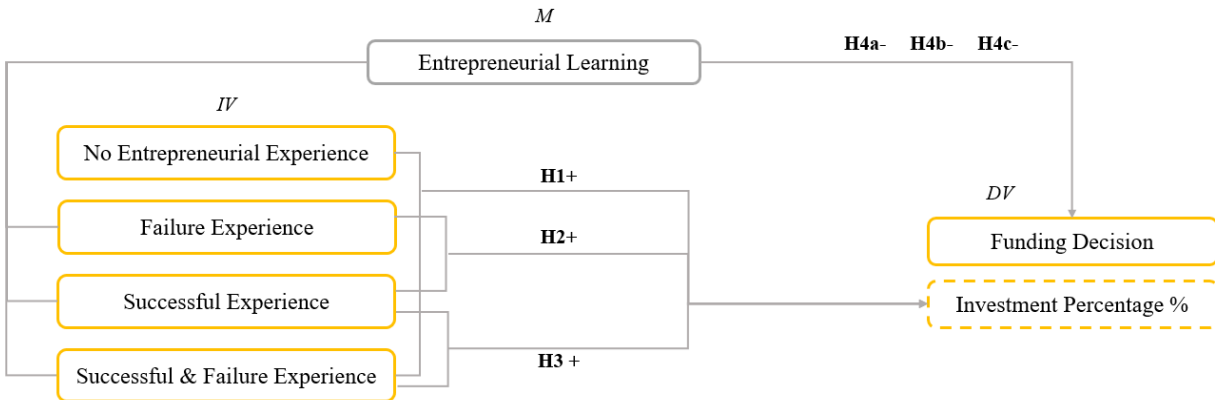 M
Entrepreneurial Learning
H4a- H4b- H4c-
IV
No Entrepreneurial Experience
H1+
DV
Failure Experience
H2+
Funding Decision
Successful Experience
Investment Percentage %
H3 +
Successful & Failure Experience